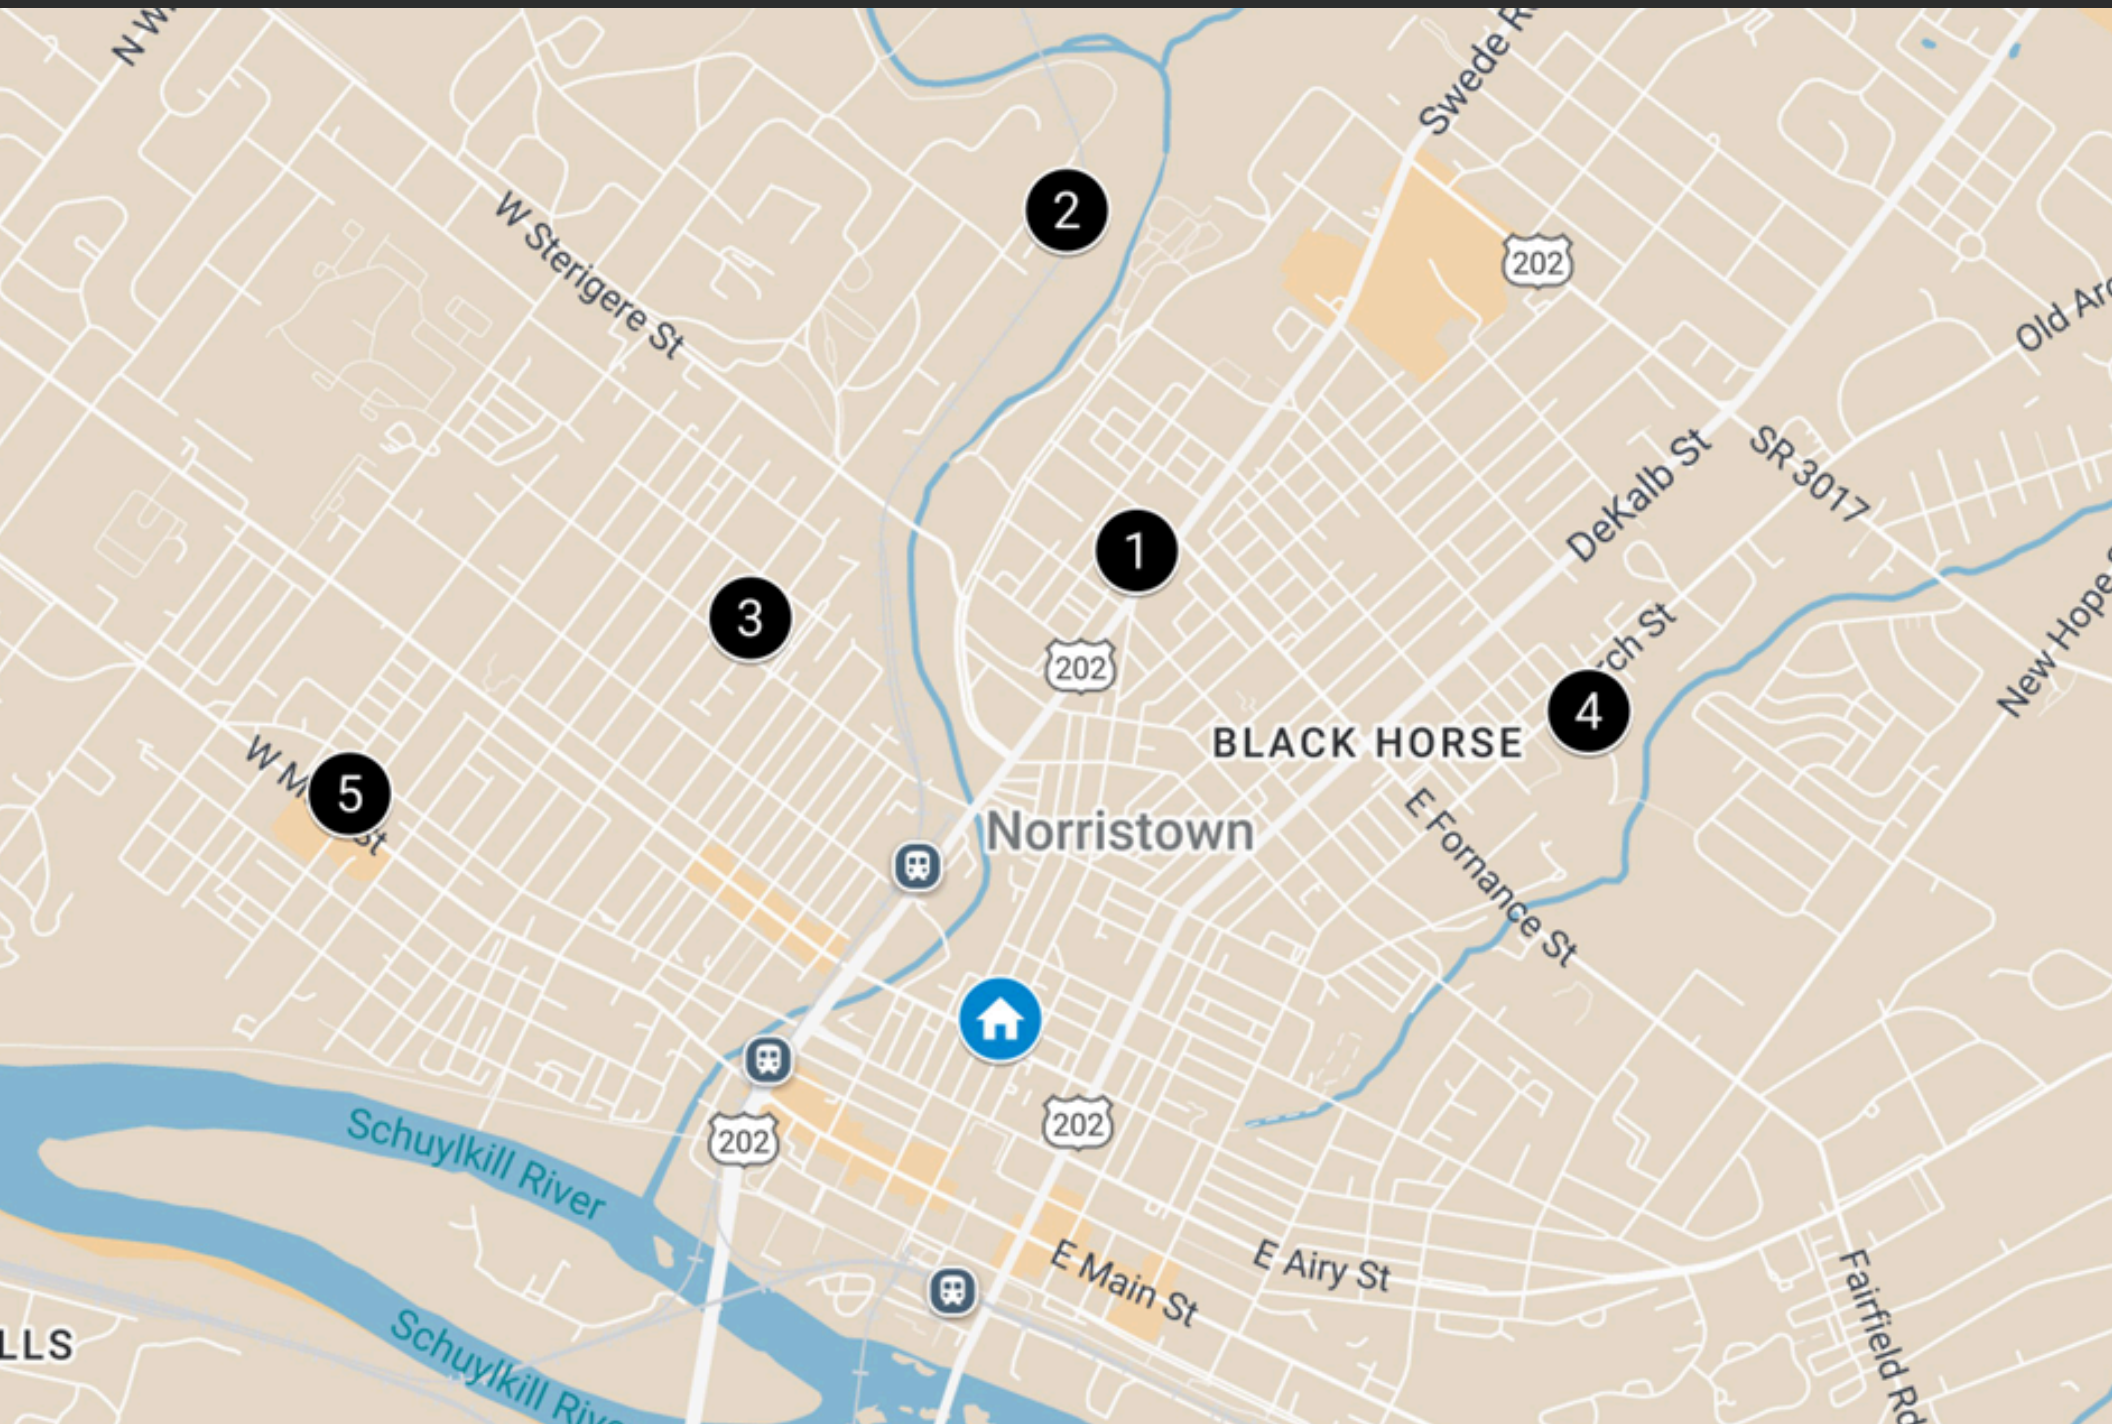 N W
Swede R
2
W Sterigere St
202
Old Ar
DeKalb St
SR 3017
1
3
New Hope
rch St
202
4
BLACK HORSE
W M
St
5
Norristown
E Fornance St
202
202
Schuylkill River
E Main St
E Airy St
Fairfield Rd
LLS
Schuylkill Rive